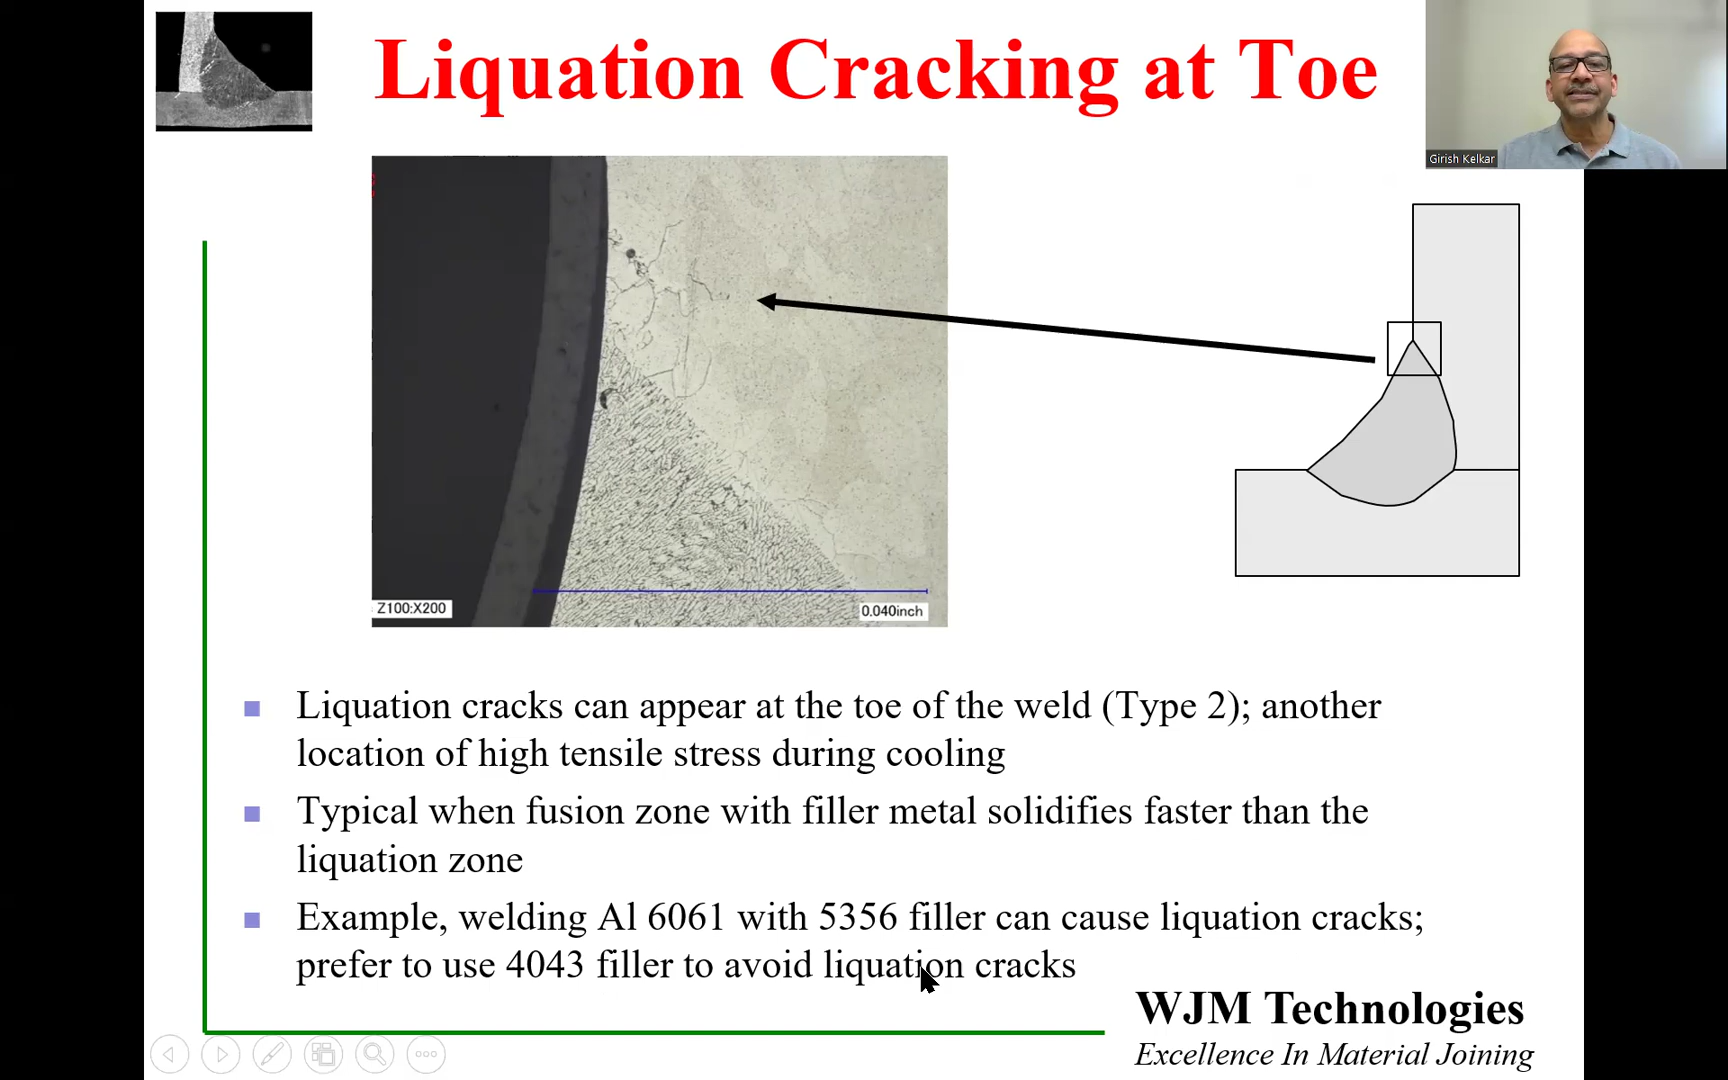 Liquation Cracking at Toe
Girish Kelkar
Z100:X200
0.040inch
Liquation cracks can appear at the toe of the weld (Type 2); another
location of high tensile stress during cooling
Typical when fusion zone with filler metal solidifies faster than the
liquation zone
Example, welding Al 6061 with 5356 filler can cause liquation cracks;
prefer to use 4043 filler to avoid liquation cracks
WJM Technologies
Excellence In Material Joining